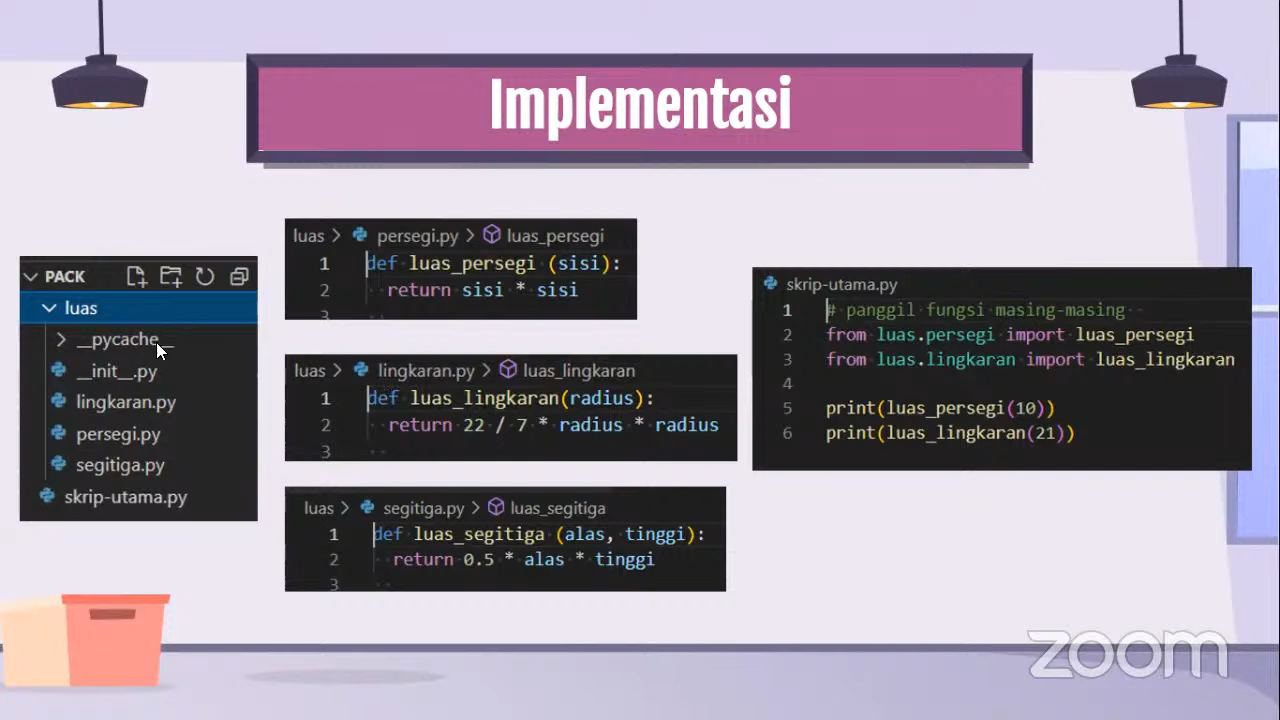 Implementasi
PACK
luas
__pycache__
__init__.py
lingkaran.py
persegi.py
segitiga.py
skrip-utama.py
luas > persegi.py > luas_persegi
1 def luas_persegi (sisi):
2 return sisi * sisi
3
luas > lingkaran.py > luas_lingkaran
1 def luas_lingkaran(radius):
2 return 22 / 7 * radius * radius
3
luas > segitiga.py > luas_segitiga
1 def luas_segitiga (alas, tinggi):
2 return 0.5 * alas * tinggi
3
skrip-utama.py
1 # panggil fungsi masing-masing
2 from luas.persegi import luas_persegi
3 from luas.lingkaran import luas_lingkaran
4
5 print(luas_persegi(10))
6 print(luas_lingkaran(21))
zoom